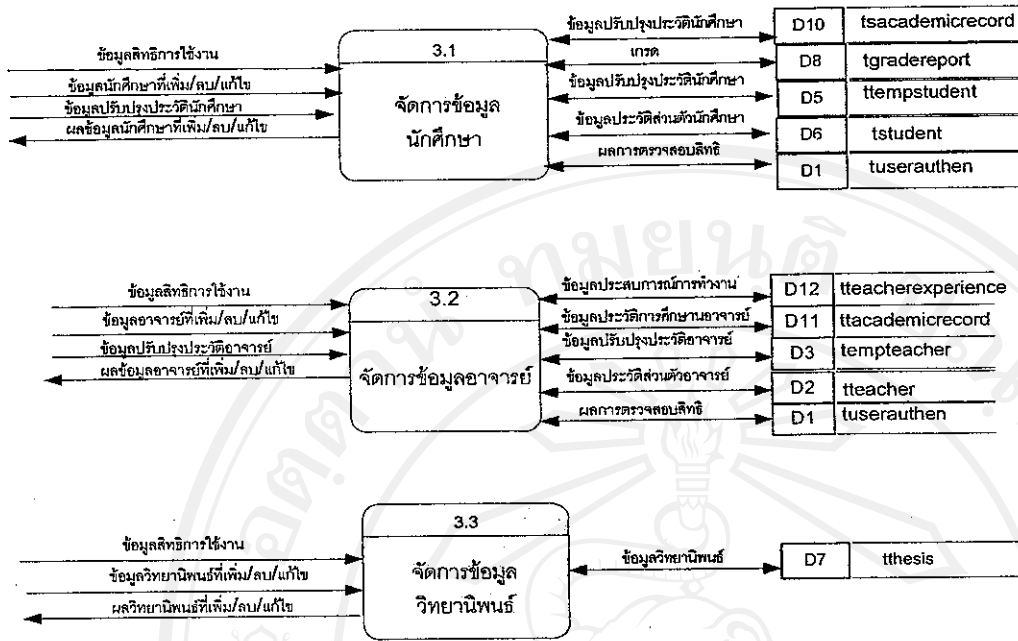 ข้อมูลปรับปรุงประวัตินักศึกษา
D10 tsacademicrecord
ข้อมูลสิทธิการใช้งาน
3.1
เกรด
D8 tgradereport
ข้อมูลนักศึกษาที่เพิ่ม/ลบ/แก้ไข
ข้อมูลปรับปรุงประวัตินักศึกษา
D5 ttempstudent
ข้อมูลปรับปรุงประวัตินักศึกษา
จัดการข้อมูล
นักศึกษา
ข้อมูลประวัติส่วนตัวนักศึกษา
D6 tstudent
ผลข้อมูลนักศึกษาที่เพิ่ม/ลบ/แก้ไข
ผลการตรวจสอบสิทธิ
D1 tuserauthen
ข้อมูลสิทธิการใช้งาน
3.2
ข้อมูลประสบการณ์การทำงาน
D12 tteacherexperience
ข้อมูลอาจารย์ที่เพิ่ม/ลบ/แก้ไข
ข้อมูลประวัติการศึกษานอาจารย์
D11 ttacademicrecord
ข้อมูลปรับปรุงประวัติอาจารย์
ข้อมูลปรับปรุงประวัติอาจารย์
D3 tempteacher
ผลข้อมูลอาจารย์ที่เพิ่ม/ลบ/แก้ไข
จัดการข้อมูลอาจารย์
ข้อมูลประวัติส่วนตัวอาจารย์
D2 tteacher
ผลการตรวจสอบสิทธิ
D1 tuserauthen
3.3
ข้อมูลสิทธิการใช้งาน
ข้อมูลวิทยานิพนธ์ที่เพิ่ม/ลบ/แก้ไข
จัดการข้อมูล
วิทยานิพนธ์
ข้อมูลวิทยานิพนธ์
D7 tthesis
ผลวิทยานิพนธ์ที่เพิ่ม/ลบ/แก้ไข